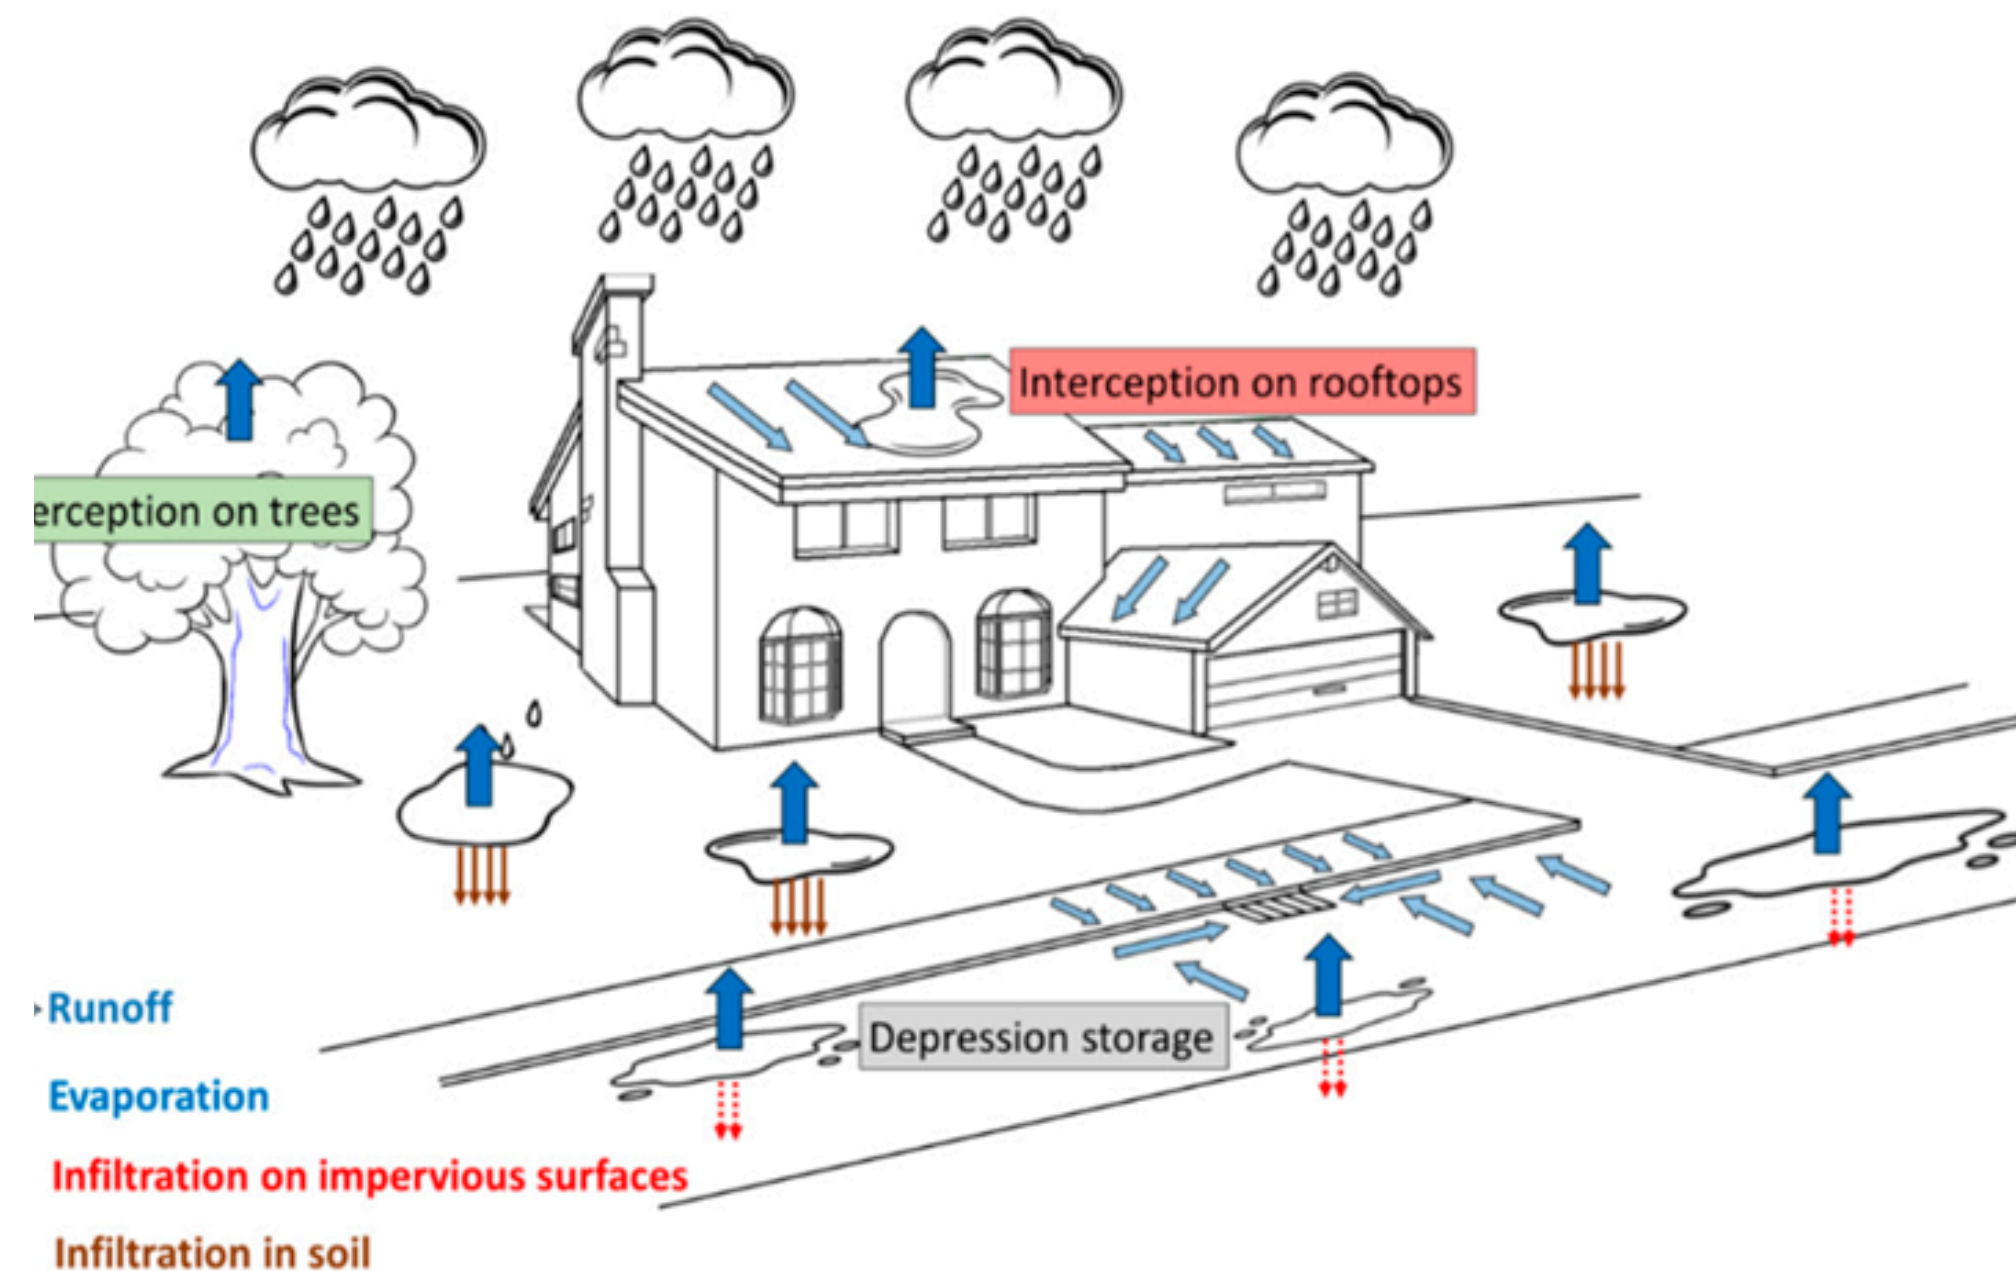 Interception on rooftops
erception on trees
Depression storage
Runoff
Evaporation
Infiltration on impervious surfaces
Infiltration in soil